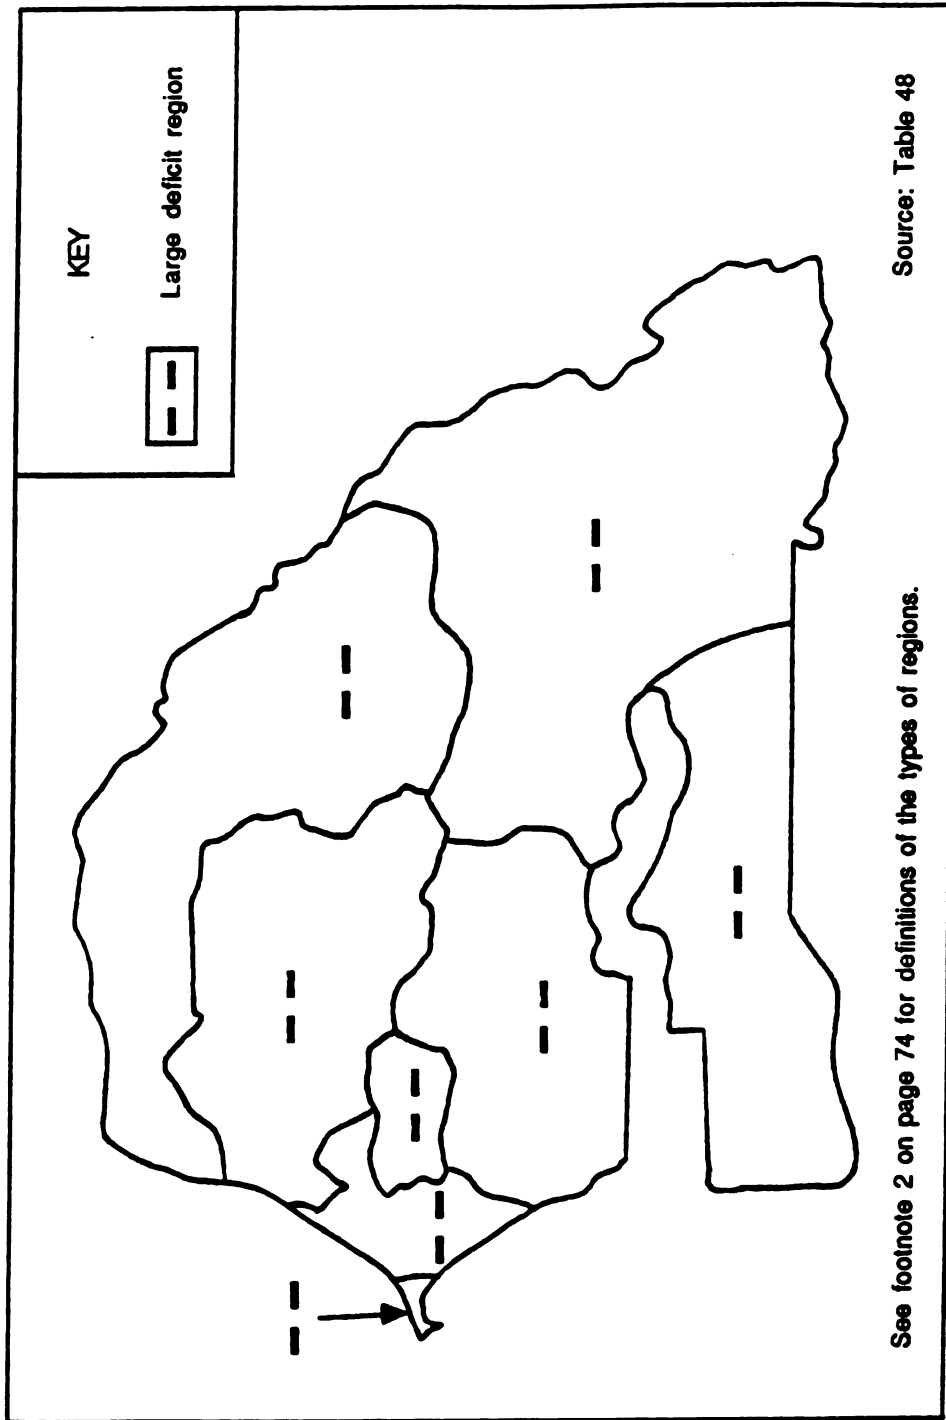 KEY
Large deficit region
See footnote 2 on page 74 for definitions of the types of regions.
Source: Table 48